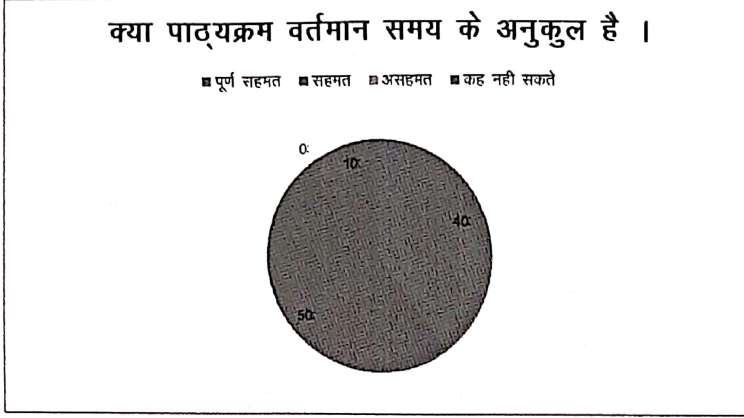 क्या पाठ्यक्रम वर्तमान समय के अनुकुल है ।
पूर्ण सहमत सहमत असहमत कह नही सकते
0:
10:
40:
50: